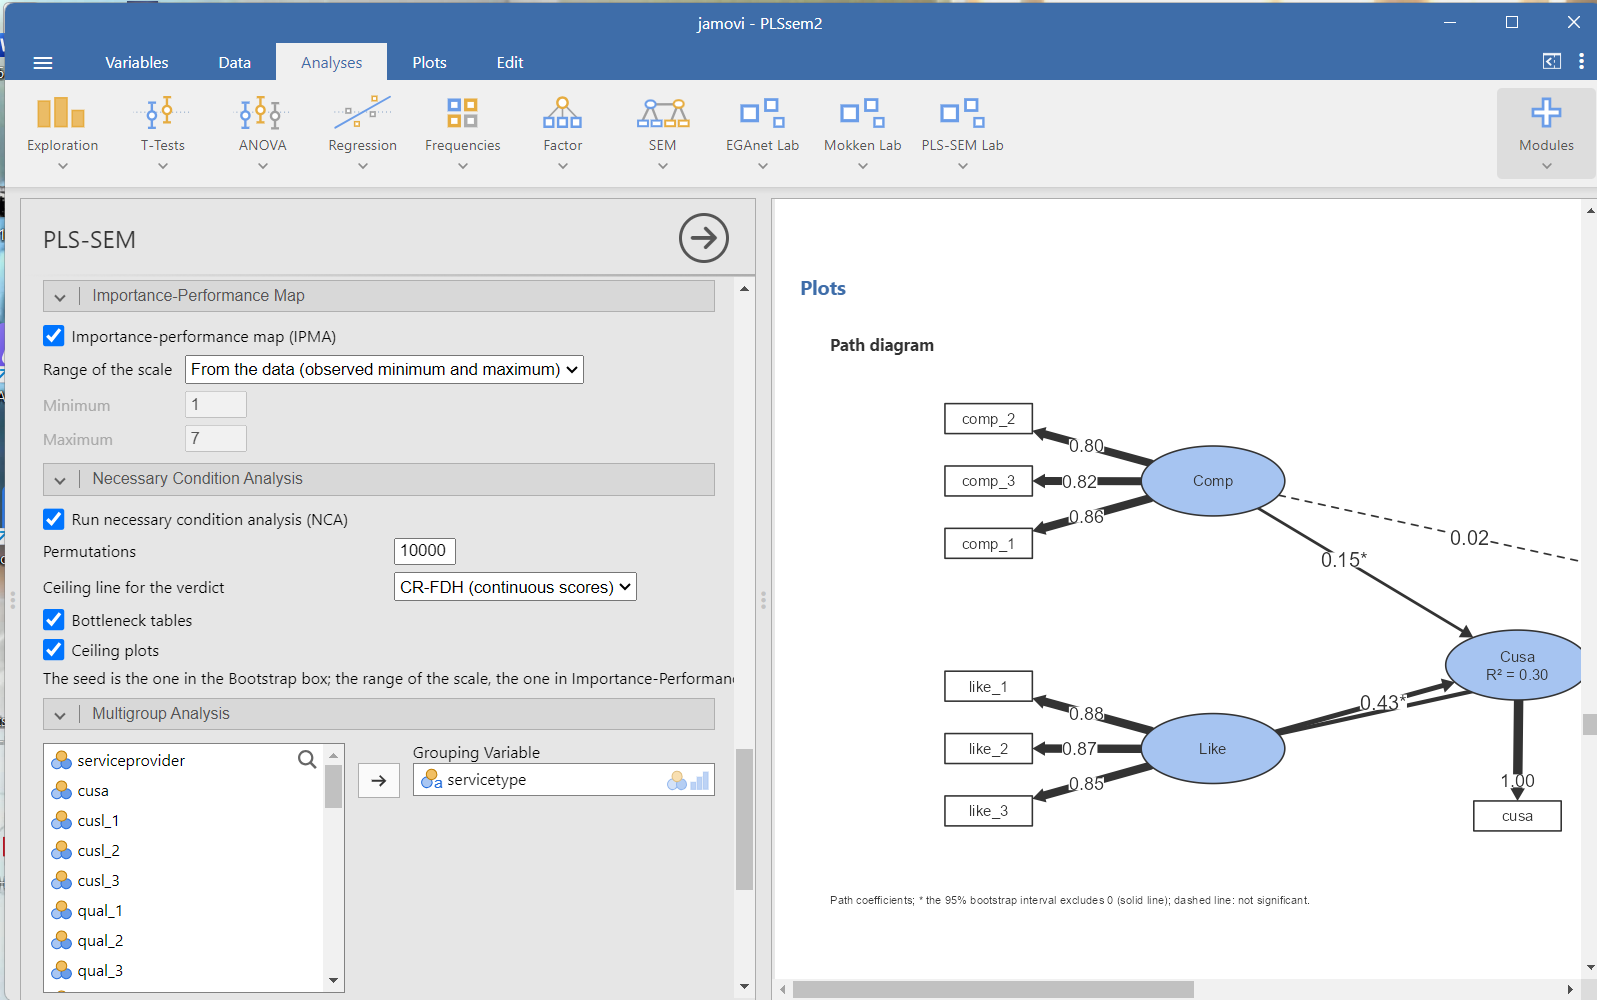 jamovi - PLSsem2
Variables Data Analyses Plots Edit
Exploration T-Tests ANOVA Regression Frequencies Factor SEM EGAnet Lab Mokken Lab PLS-SEM Lab Modules
PLS-SEM
Importance-Performance Map
Importance-performance map (IPMA)
Range of the scale From the data (observed minimum and maximum)
Minimum 1
Maximum 7
Necessary Condition Analysis
Run necessary condition analysis (NCA)
Permutations 10000
Ceiling line for the verdict CR-FDH (continuous scores)
Bottleneck tables
Ceiling plots
The seed is the one in the Bootstrap box; the range of the scale, the one in Importance-Performan
Multigroup Analysis
serviceprovider
cusa
cusl_1
cusl_2
cusl_3
qual_1
qual_2
qual_3
Grouping Variable
a servicetype
Plots
Path diagram
comp_2
0.80
comp_3
0.82
Comp
comp_1
0.86
0.02
0.15*
Cusa
R² = 0.30
like_1
0.88
0.43*
like_2
0.87
Like
like_3
0.85
1.00
cusa
Path coefficients; * the 95% bootstrap interval excludes 0 (solid line); dashed line: not significant.